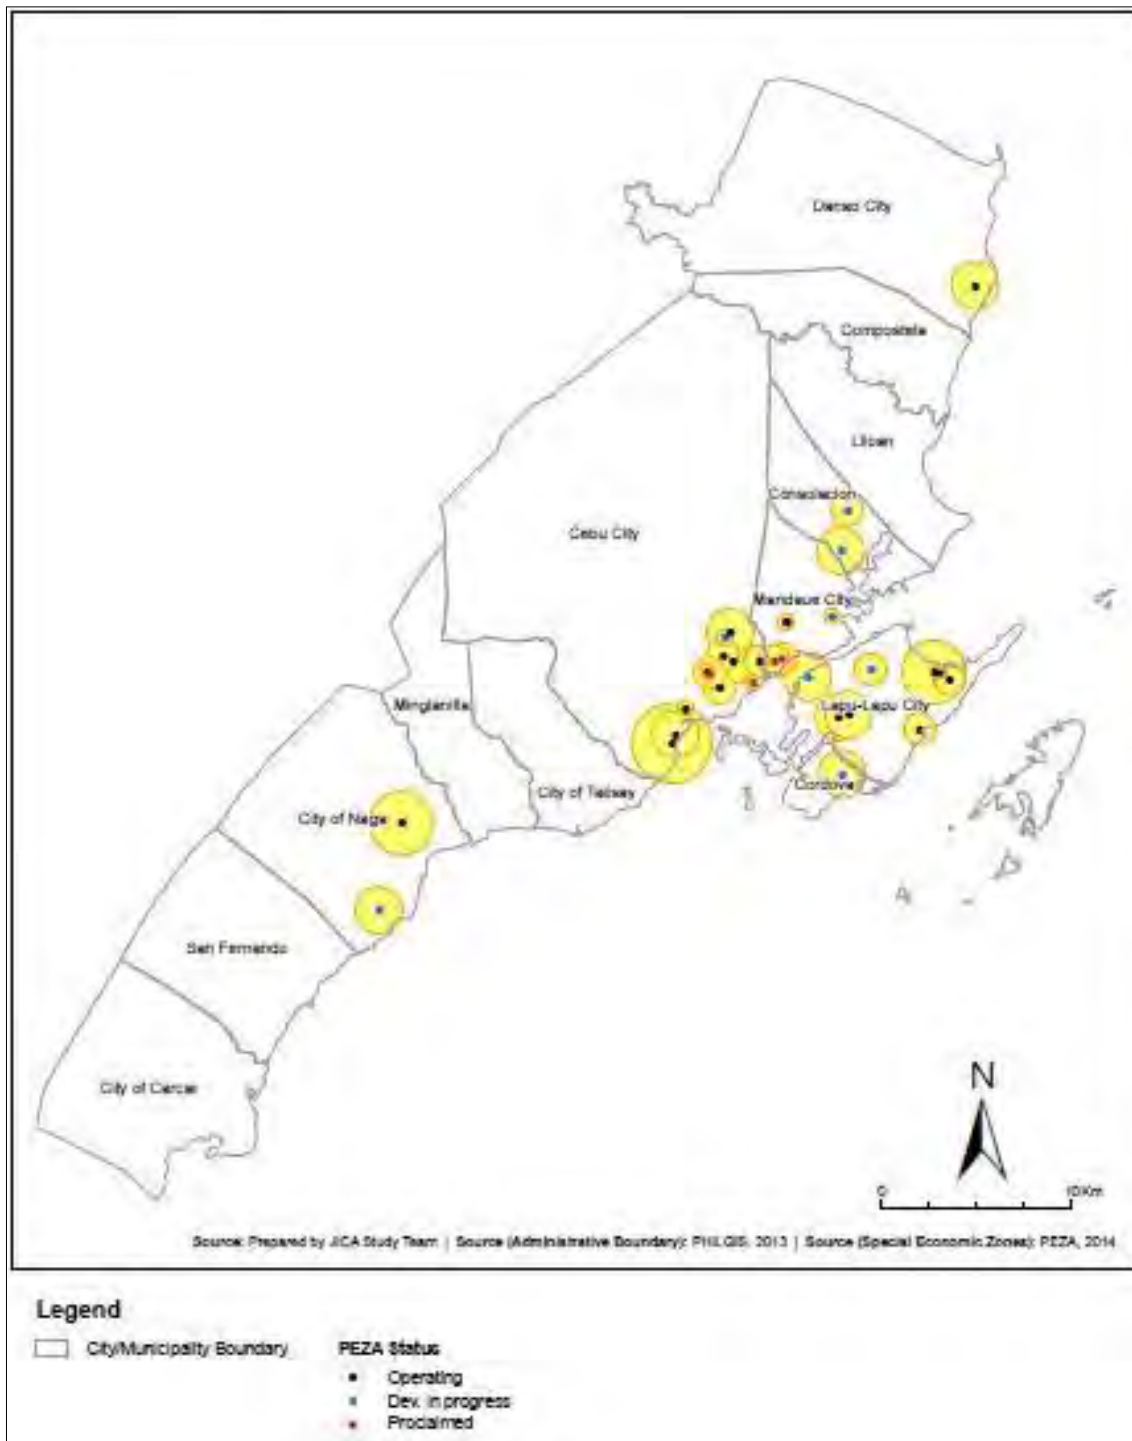 Danao City
Compostela
Liloan
Consolacion
Cebu City
Mandaue City
Lapu-Lapu City
Minglanilla
City of Talisay
Cordova
City of Naga
San Fernando
City of Carcar
N
0 10 Km
Source: Prepared by JICA Study Team | Source (Administrative Boundary): PHILGIS, 2013 | Source (Special Economic Zones): PEZA, 2014
Legend
City/Municipality Boundary
PEZA Status
Operating
Dev. in progress
Proclaimed